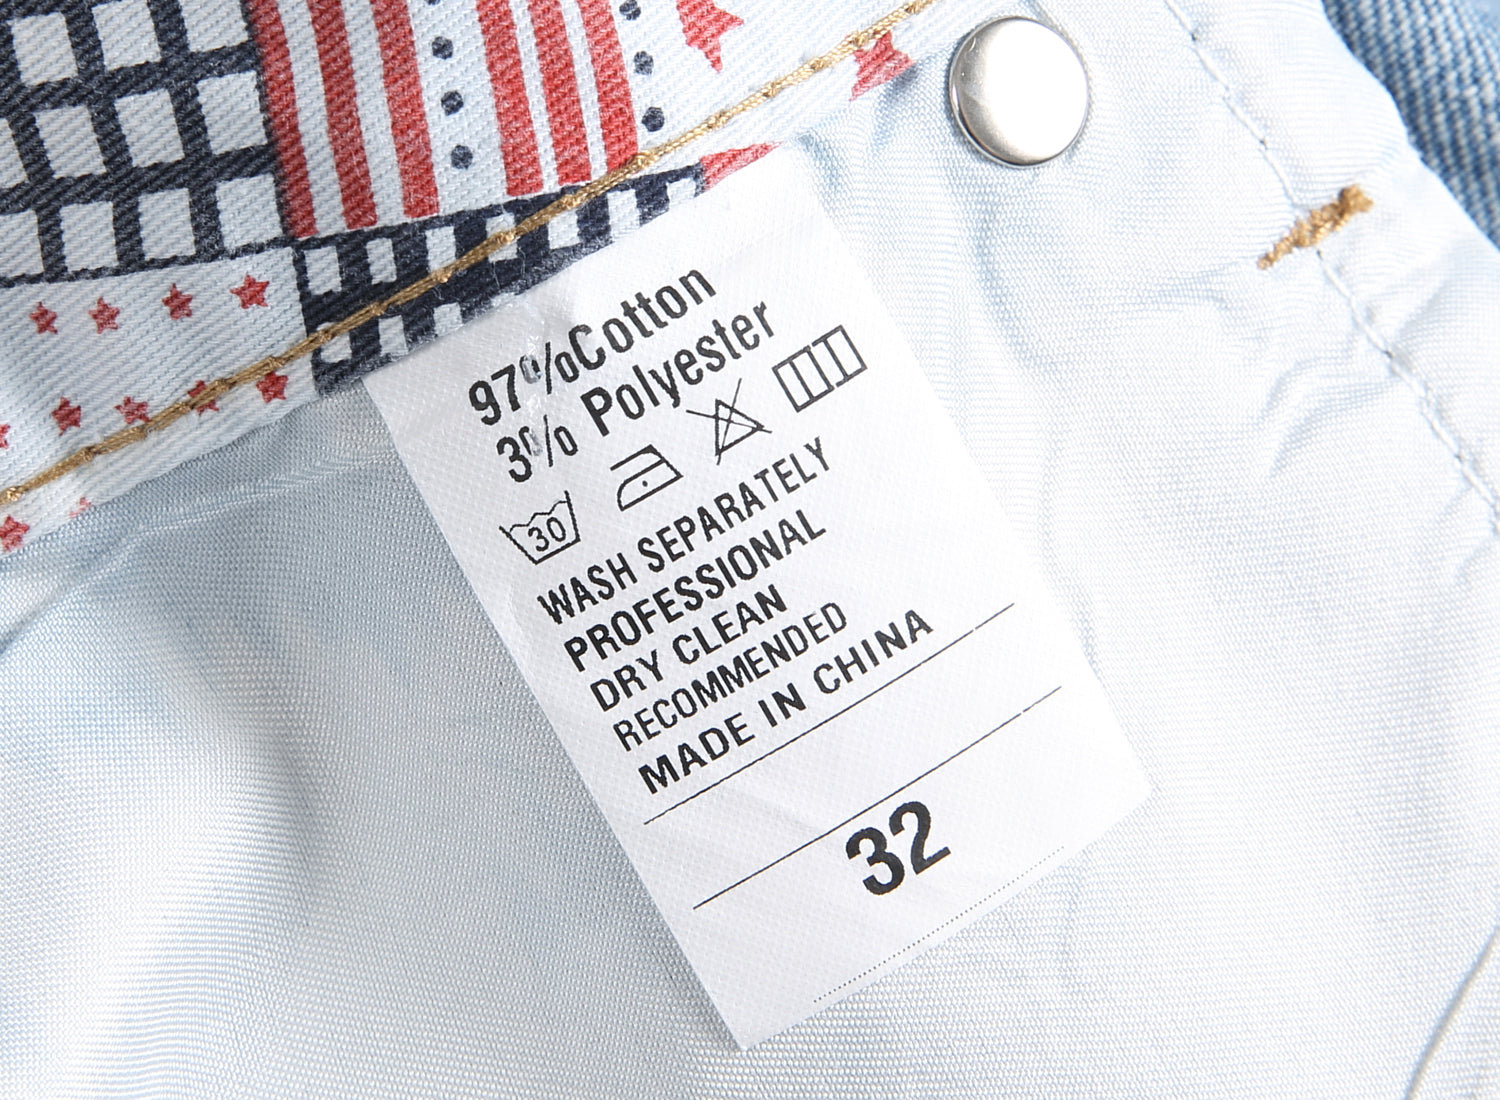 97%Cotton
3% Polyester
30
WASH SEPARATELY
PROFESSIONAL
DRY CLEAN
RECOMMENDED
MADE IN CHINA
32